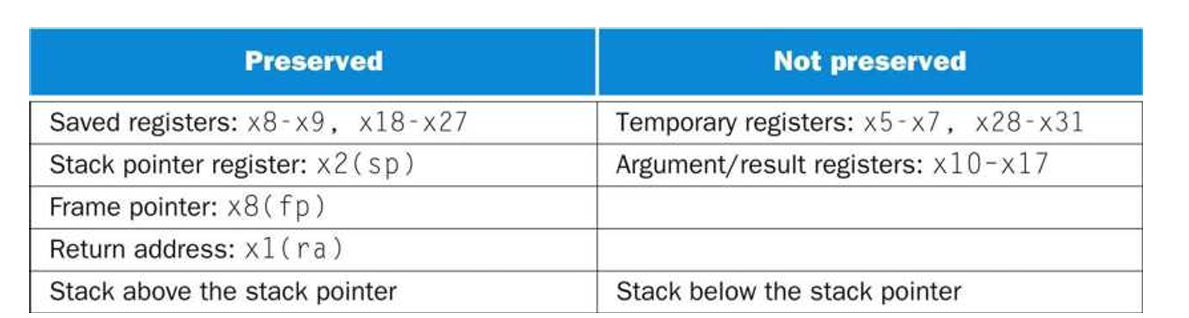 Preserved Not preserved
Saved registers: x8-x9, x18-x27 Temporary registers: x5-x7, x28-x31
Stack pointer register: x2(sp) Argument/result registers: x10–x17
Frame pointer: x8(fp)
Return address: x1(ra)
Stack above the stack pointer Stack below the stack pointer